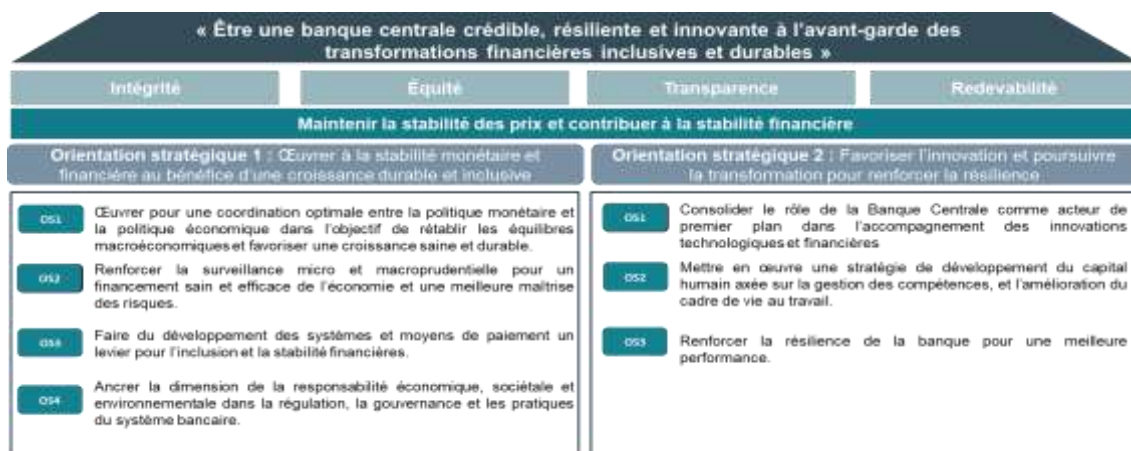 « Être une banque centrale crédible, résiliente et innovante à l'avant-garde des
transformations financières inclusives et durables »
Intégrité
Équité
Transparence
Redevabilité
Maintenir la stabilité des prix et contribuer à la stabilité financière
Orientation stratégique 1 : Œuvrer à la stabilité monétaire et
financière au bénéfice d'une croissance durable et inclusive
OS1
Œuvrer pour une coordination optimale entre la politique monétaire et
la politique économique dans l'objectif de rétablir les équilibres
macroéconomiques et favoriser une croissance saine et durable.
OS2
Renforcer la surveillance micro et macroprudentielle pour un
financement sain et efficace de l'économie et une meilleure maîtrise
des risques.
OS3
Faire du développement des systèmes et moyens de paiement un
levier pour l'inclusion et la stabilité financières.
OS4
Ancrer la dimension de la responsabilité économique, sociétale et
environnementale dans la régulation, la gouvernance et les pratiques
du système bancaire.
Orientation stratégique 2 : Favoriser l'innovation et poursuivre
la transformation pour renforcer la résilience
OS1
Consolider le rôle de la Banque Centrale comme acteur de
premier plan dans l'accompagnement des innovations
technologiques et financières
OS2
Mettre en œuvre une stratégie de développement du capital
humain axée sur la gestion des compétences, et l'amélioration du
cadre de vie au travail.
OS3
Renforcer la résilience de la banque pour une meilleure
performance.